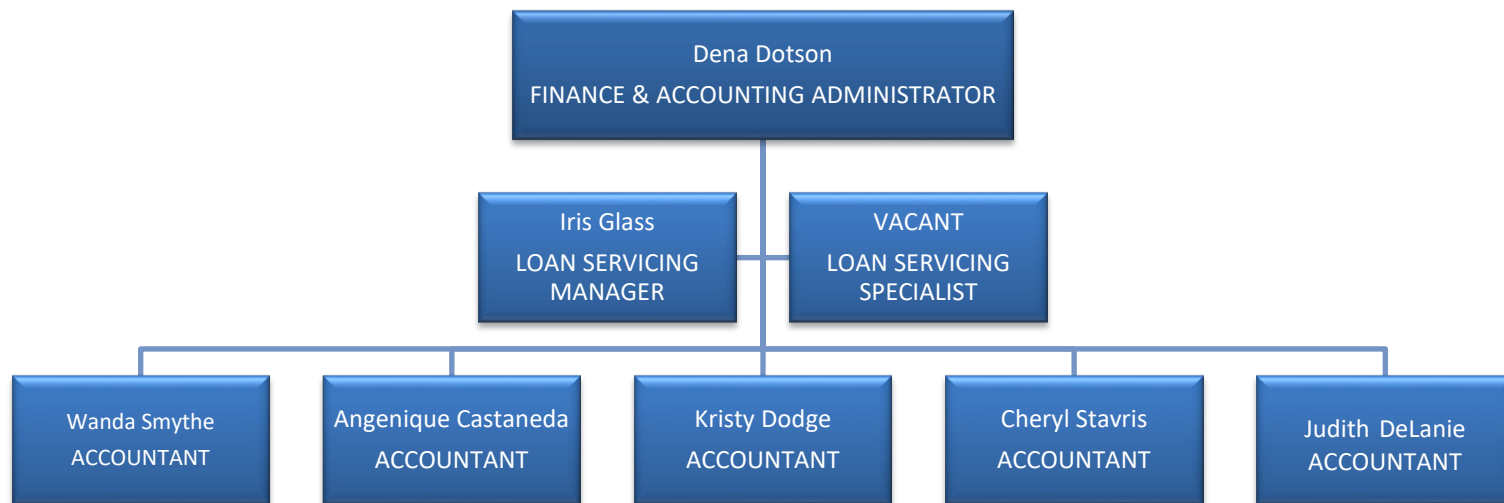 Dena Dotson
FINANCE & ACCOUNTING ADMINISTRATOR
Iris Glass
LOAN SERVICING
MANAGER
VACANT
LOAN SERVICING
SPECIALIST
Wanda Smythe
ACCOUNTANT
Angenique Castaneda
ACCOUNTANT
Kristy Dodge
ACCOUNTANT
Cheryl Stavris
ACCOUNTANT
Judith DeLanie
ACCOUNTANT